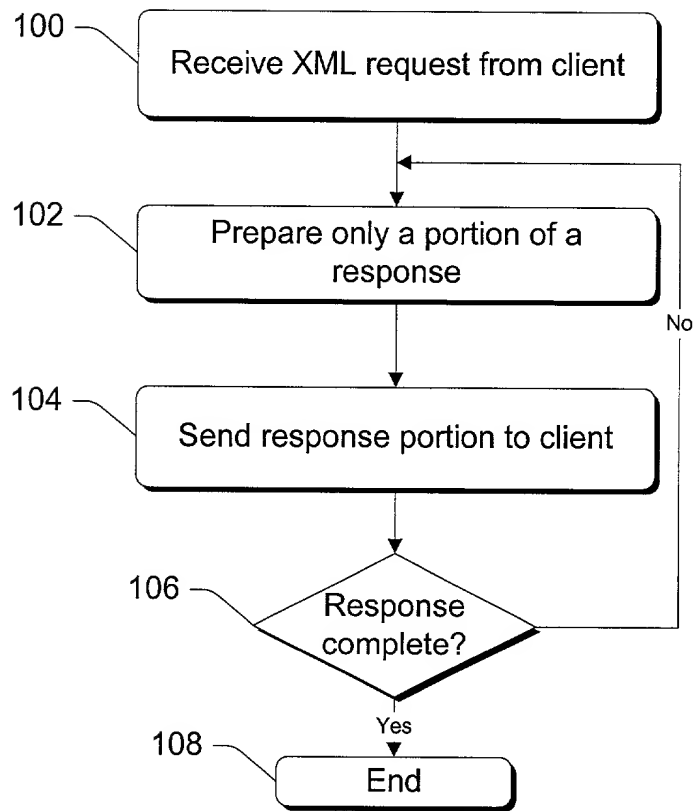 100
Receive XML request from client
102
Prepare only a portion of a
response
No
104
Send response portion to client
106
Response
complete?
Yes
108
End